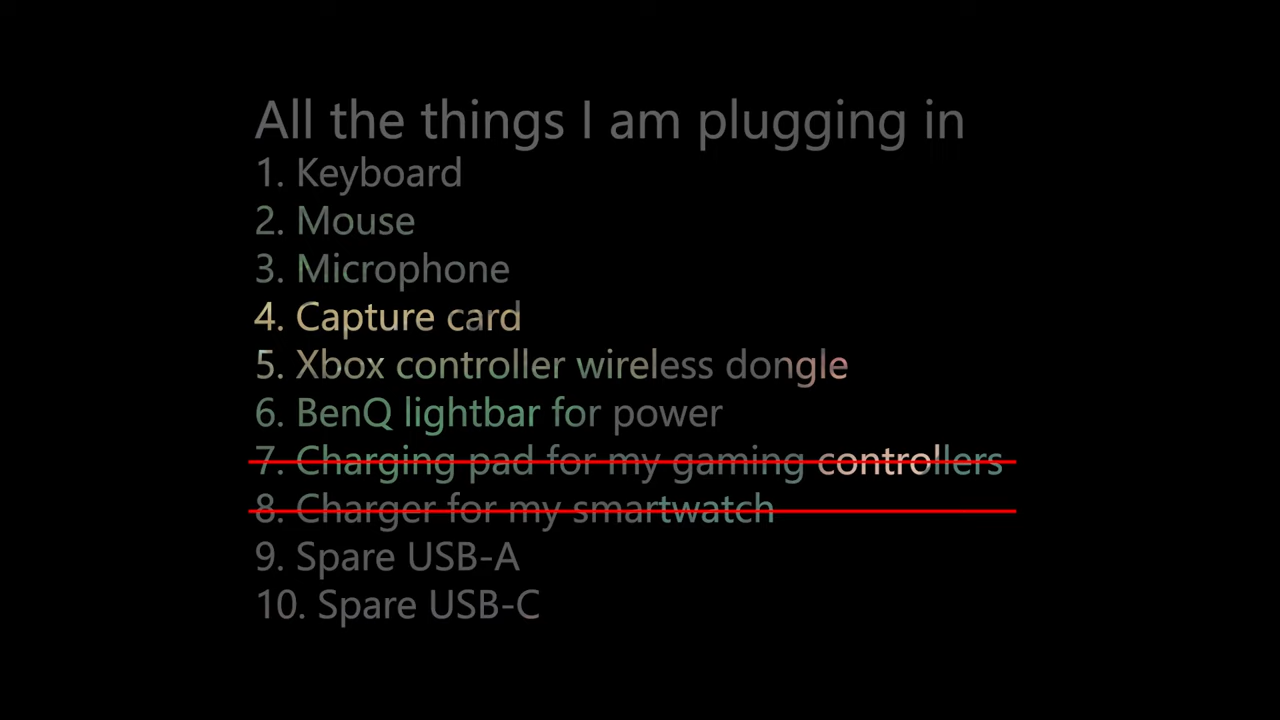 All the things I am plugging in
1. Keyboard
2. Mouse
3. Microphone
4. Capture card
5. Xbox controller wireless dongle
6. BenQ lightbar for power
7. Charging pad for my gaming controllers
8. Charger for my smartwatch
9. Spare USB-A
10. Spare USB-C